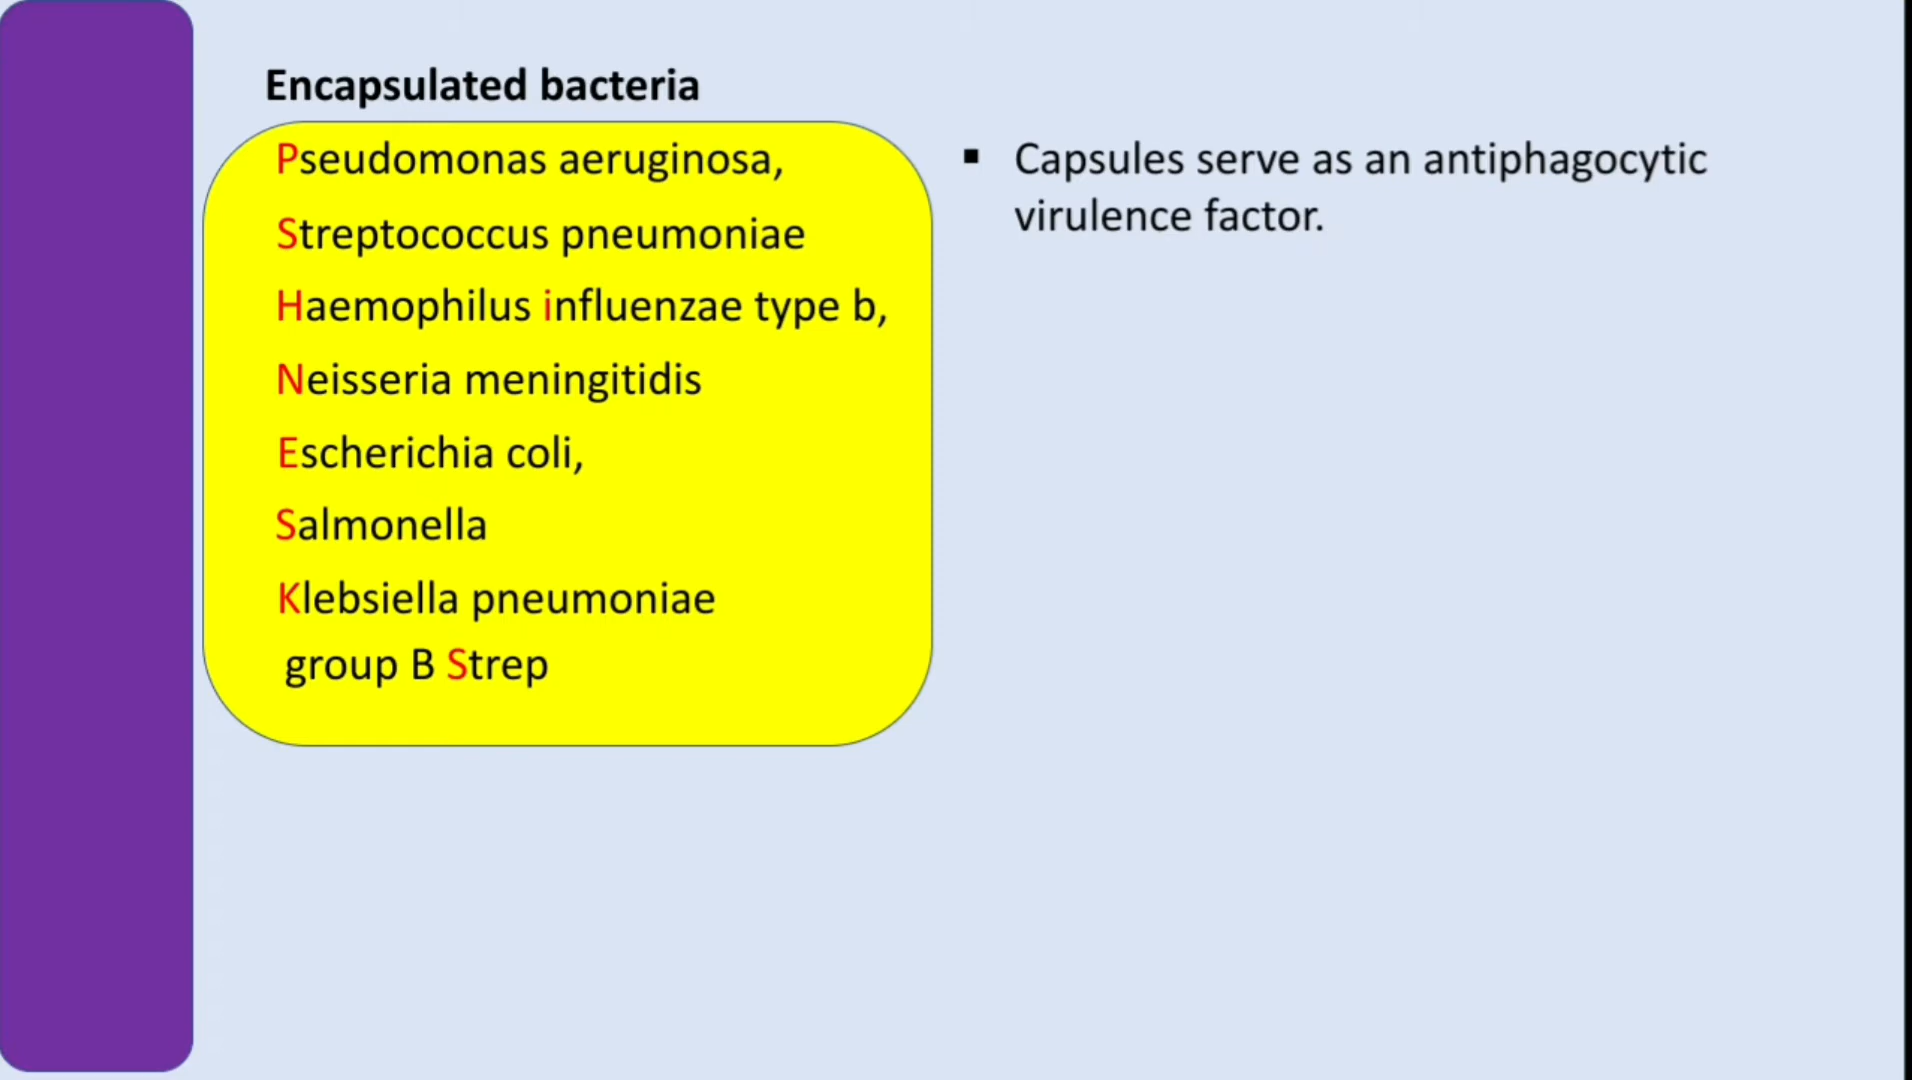 Encapsulated bacteria
Pseudomonas aeruginosa,
Streptococcus pneumoniae
Haemophilus influenzae type b,
Neisseria meningitidis
Escherichia coli,
Salmonella
Klebsiella pneumoniae
group B Strep
▪ Capsules serve as an antiphagocytic
virulence factor.